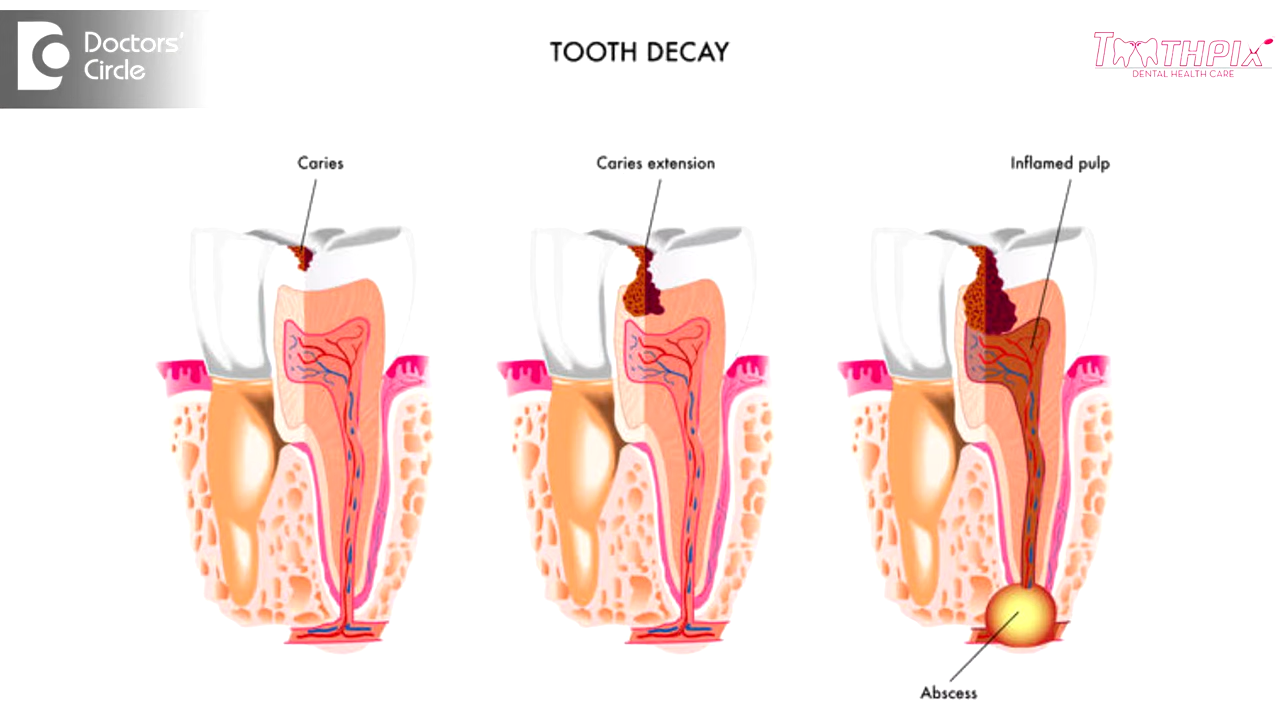 Doctors'
Circle
TOOTH DECAY
TOOTHPIX
DENTAL HEALTH CARE
Caries
Caries extension
Inflamed pulp
Abscess